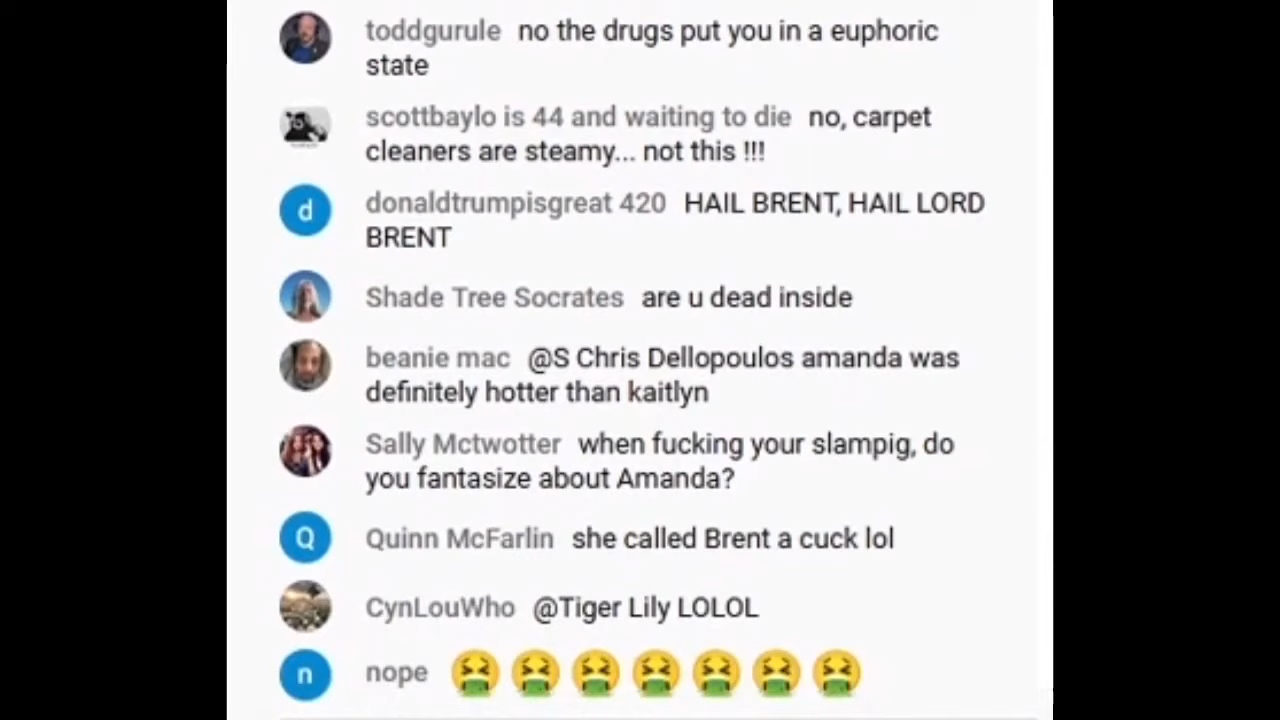 toddgurule no the drugs put you in a euphoric
state
scottbaylo is 44 and waiting to die no, carpet
cleaners are steamy... not this !!!
d donaldtrumpisgreat 420 HAIL BRENT, HAIL LORD
BRENT
Shade Tree Socrates are u dead inside
beanie mac @S Chris Dellopoulos amanda was
definitely hotter than kaitlyn
Sally Mctwotter when fucking your slampig, do
you fantasize about Amanda?
Q Quinn McFarlin she called Brent a cuck lol
CynLouWho @Tiger Lily LOLOL
n nope 🤮🤮🤮🤮🤮🤮🤮